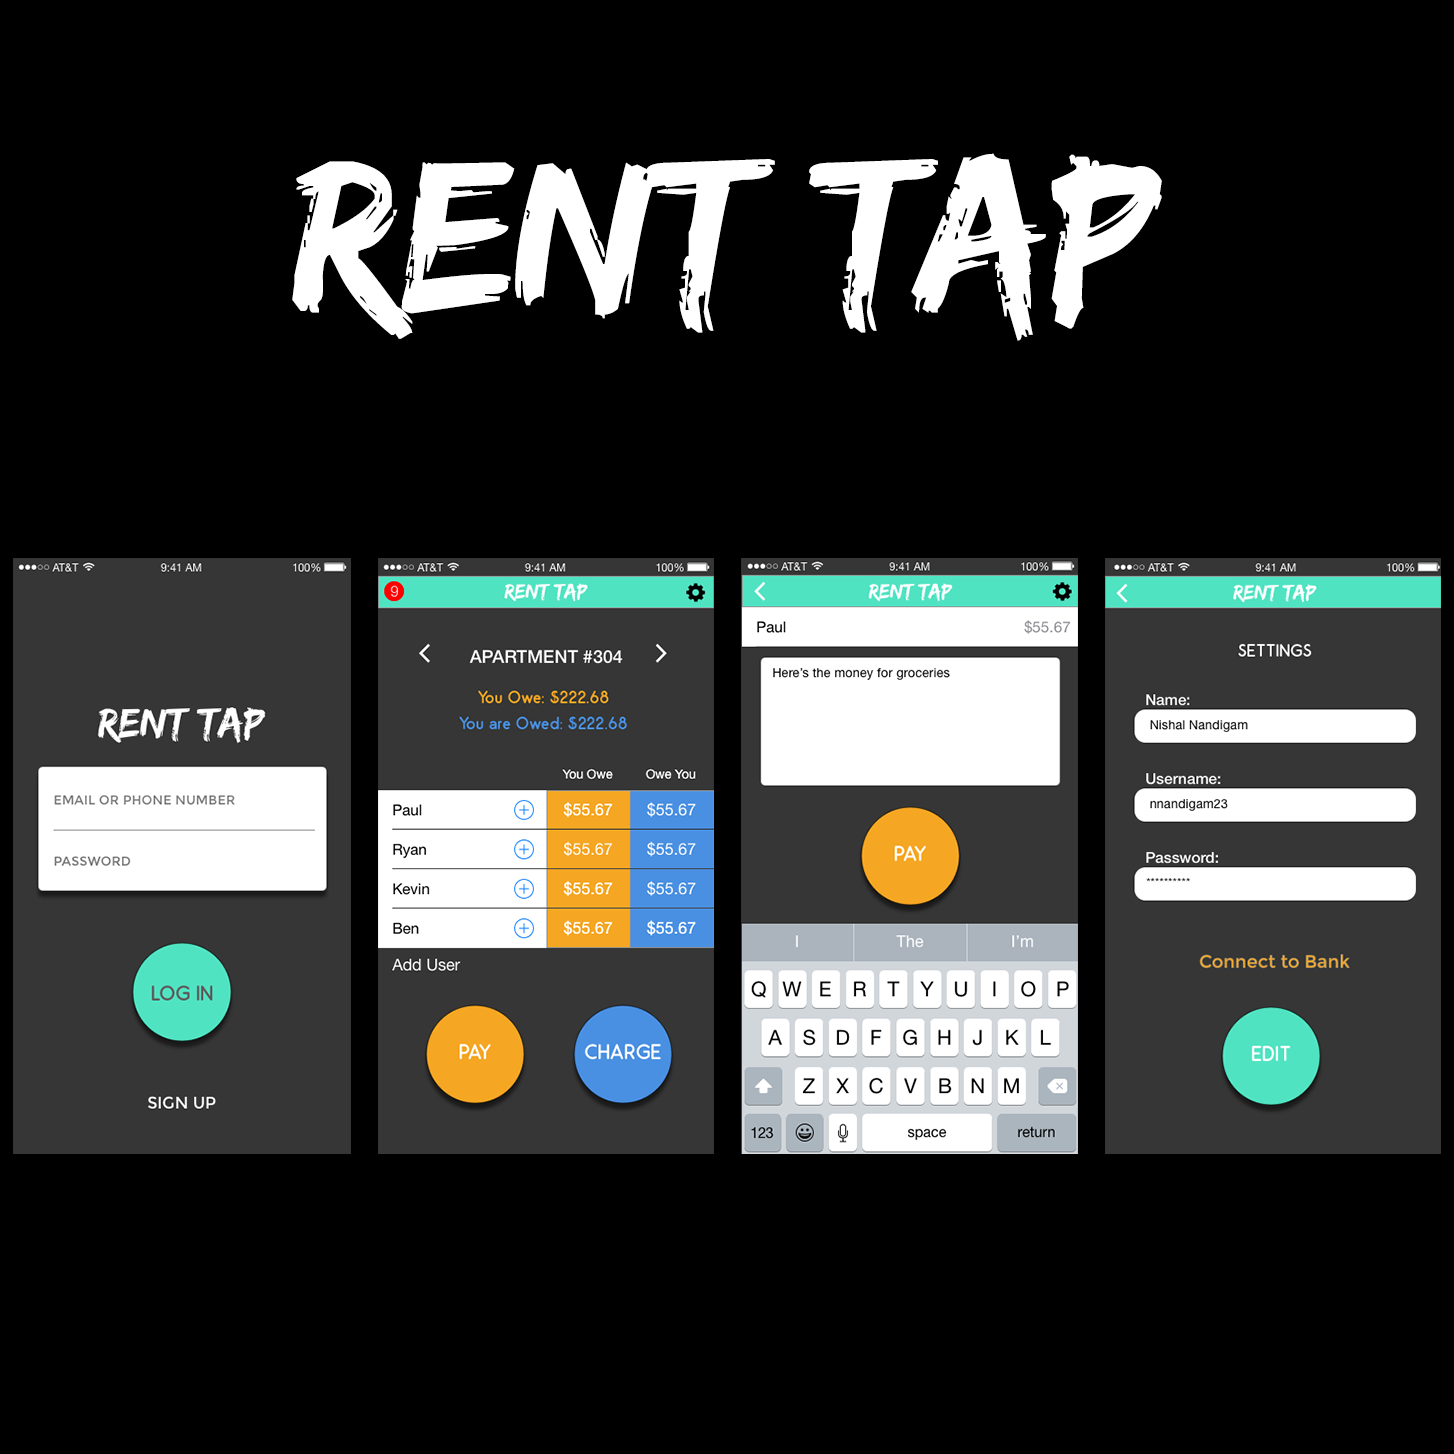 RENT TAP
AT&T 9:41 AM 100%
RENT TAP
EMAIL OR PHONE NUMBER
PASSWORD
LOG IN
SIGN UP
AT&T 9:41 AM 100%
9 RENT TAP
APARTMENT #304
You Owe: $222.68
You are Owed: $222.68
You Owe Owe You
Paul $55.67 $55.67
Ryan $55.67 $55.67
Kevin $55.67 $55.67
Ben $55.67 $55.67
Add User
PAY CHARGE
AT&T 9:41 AM 100%
RENT TAP
Paul $55.67
Here's the money for groceries
PAY
I The I'm
Q W E R T Y U I O P
A S D F G H J K L
Z X C V B N M
123 space return
AT&T 9:41 AM 100%
RENT TAP
SETTINGS
Name:
Nishal Nandigam
Username:
nnandigam23
Password:
**********
Connect to Bank
EDIT